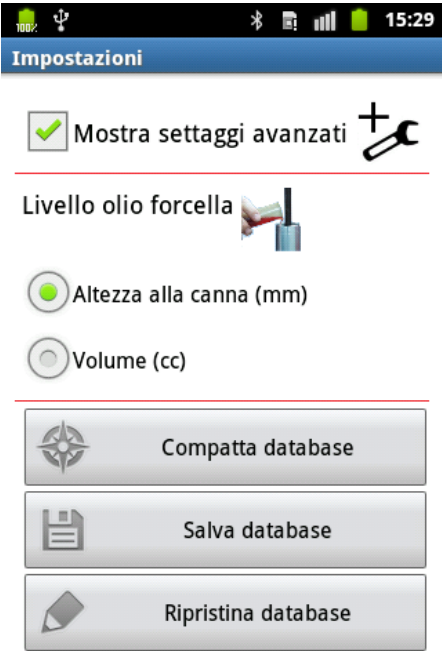 100%
15:29
Impostazioni
Mostra settaggi avanzati
Livello olio forcella
Altezza alla canna (mm)
Volume (cc)
Compatta database
Salva database
Ripristina database